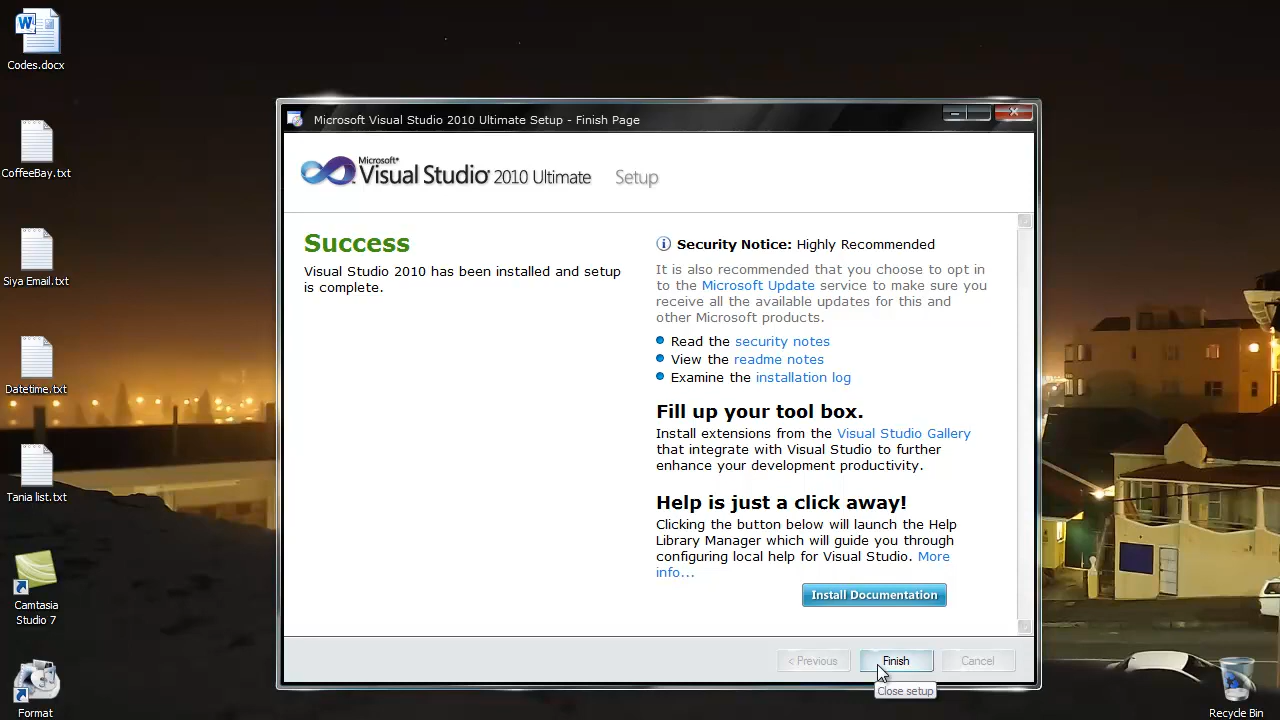 Codes.docx
CoffeeBay.txt
Siya Email.txt
Datetime.txt
Tania list.txt
Camtasia
Studio 7
Format
Microsoft Visual Studio 2010 Ultimate Setup - Finish Page
Microsoft®
Visual Studio® 2010 Ultimate Setup
Success
Visual Studio 2010 has been installed and setup
is complete.
Security Notice: Highly Recommended
It is also recommended that you choose to opt in
to the Microsoft Update service to make sure you
receive all the available updates for this and
other Microsoft products.
Read the security notes
View the readme notes
Examine the installation log
Fill up your tool box.
Install extensions from the Visual Studio Gallery
that integrate with Visual Studio to further
enhance your development productivity.
Help is just a click away!
Clicking the button below will launch the Help
Library Manager which will guide you through
configuring local help for Visual Studio. More
info...
Install Documentation
< Previous
Finish
Cancel
Close setup
Recycle Bin